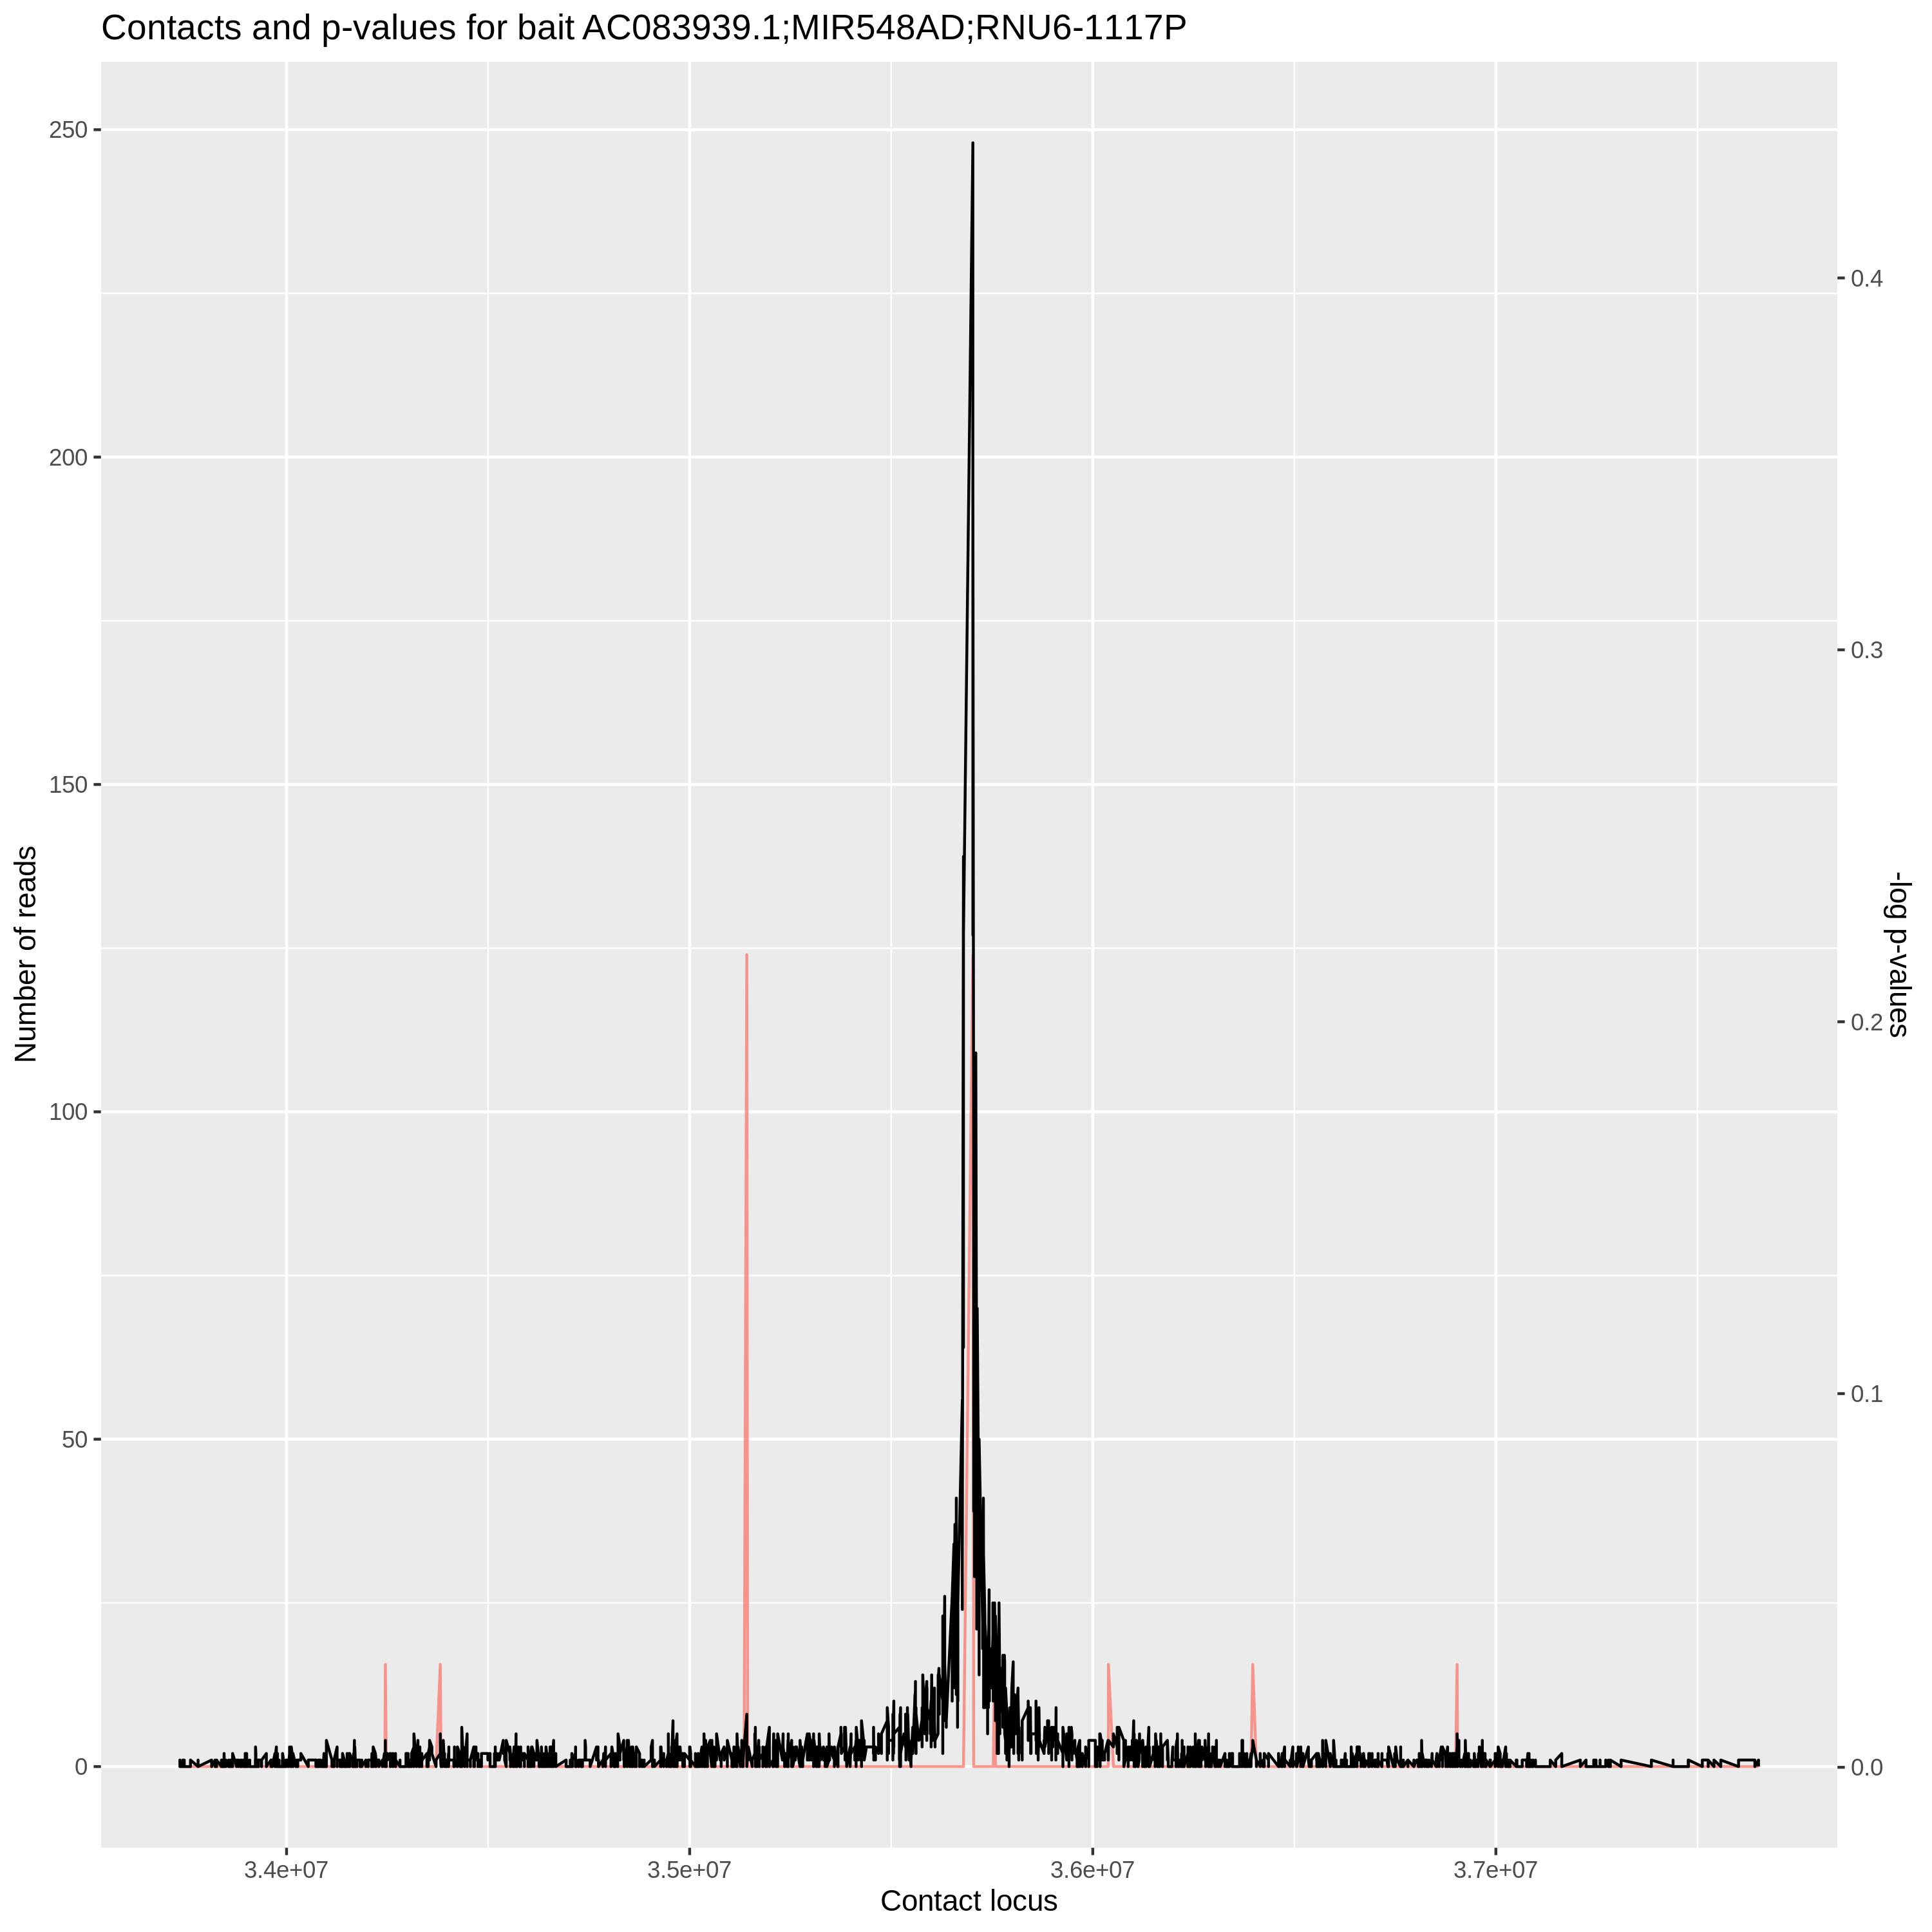 Contacts and p-values for bait AC083939.1;MIR548AD;RNU6-1117P
250
200
150
100
50
0
Number of reads
0.4
0.3
0.2
0.1
0.0
-log p-values
3.4e+07
3.5e+07
3.6e+07
3.7e+07
Contact locus